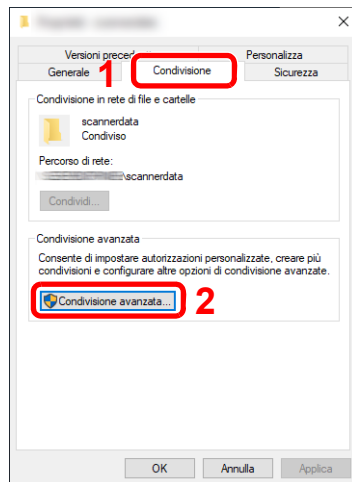 Versioni prece
Personalizza
Generale
1
Condivisione
Sicurezza
Condivisione in rete di file e cartelle
scannerdata
Condiviso
Percorso di rete:
\scannerdata
Condividi...
Condivisione avanzata
Consente di impostare autorizzazioni personalizzate, creare più
condivisioni e configurare altre opzioni di condivisione avanzate.
Condivisione avanzata...
2
OK
Annulla
Applica